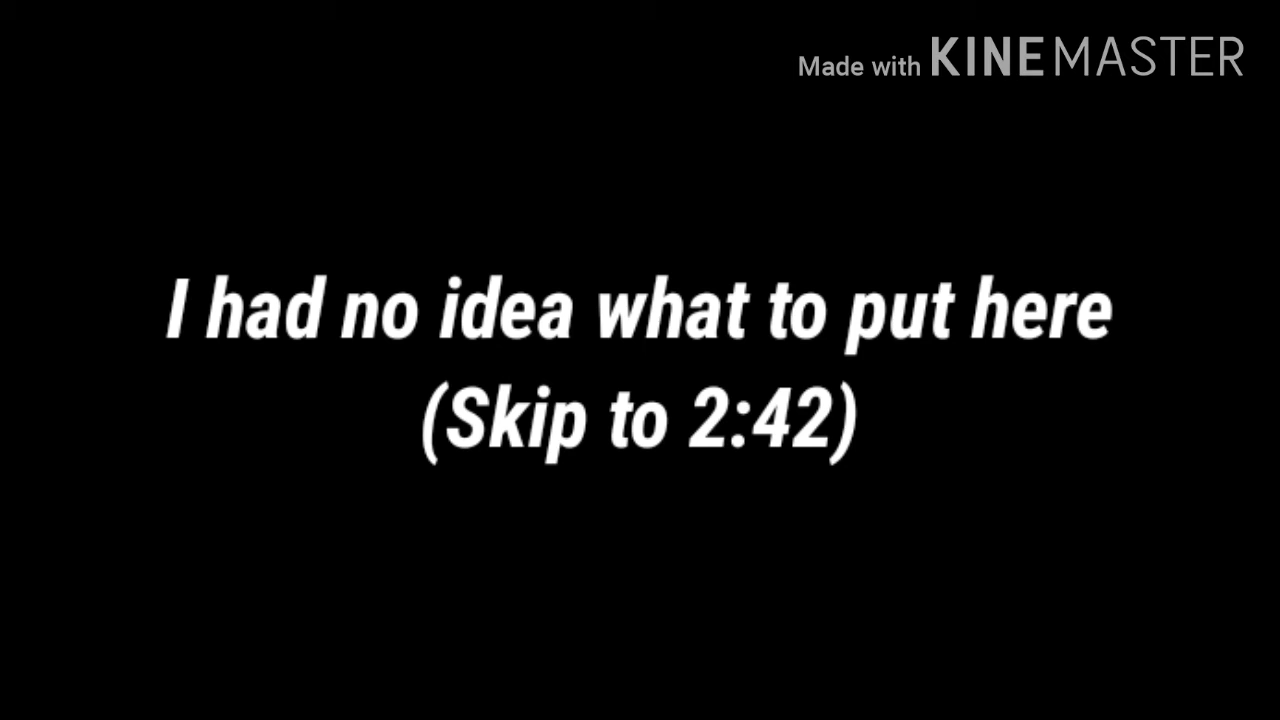 Made with KINEMASTER
I had no idea what to put here
(Skip to 2:42)